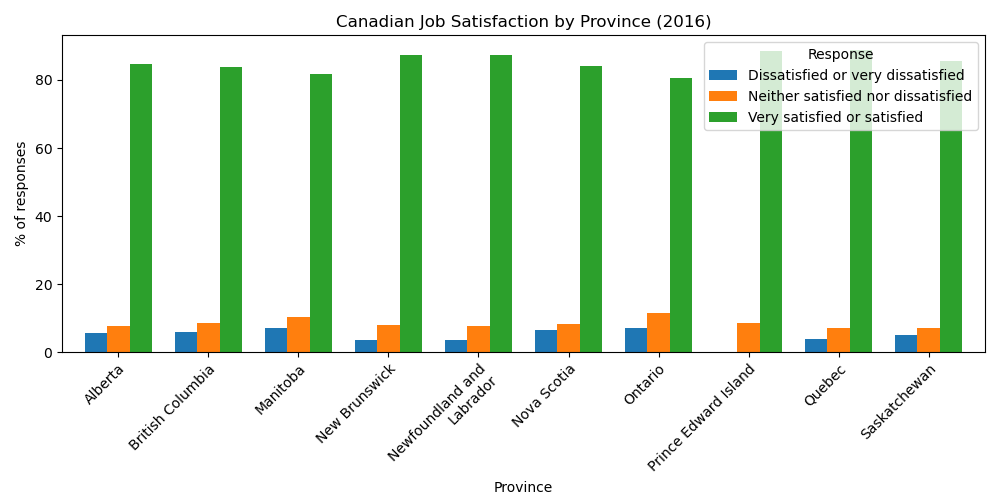 Canadian Job Satisfaction by Province (2016)
Response
Dissatisfied or very dissatisfied
Neither satisfied nor dissatisfied
Very satisfied or satisfied
% of responses
80
60
40
20
0
Alberta
British Columbia
Manitoba
New Brunswick
Newfoundland and
Labrador
Nova Scotia
Ontario
Prince Edward Island
Quebec
Saskatchewan
Province